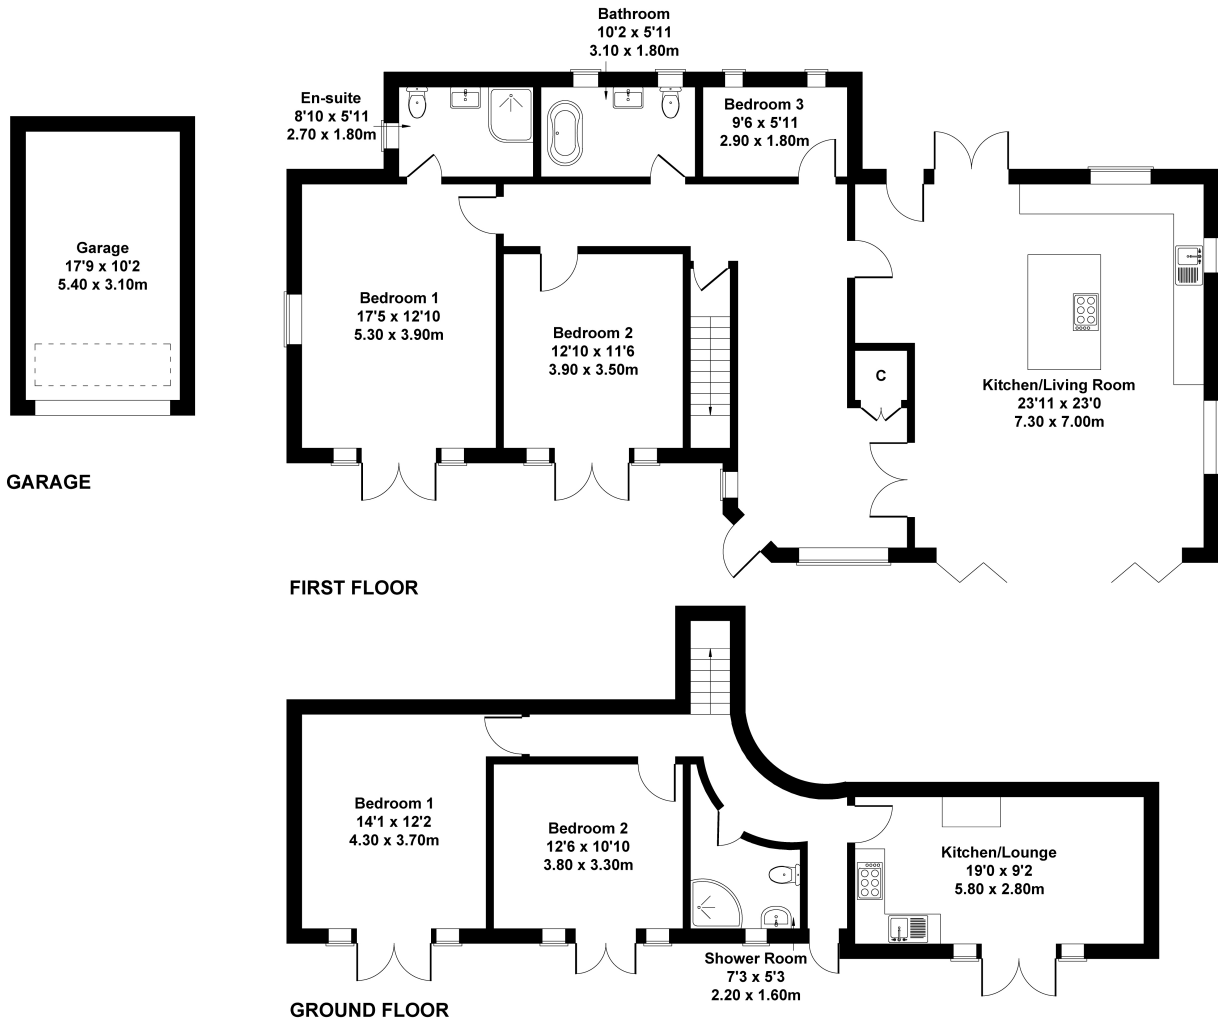 Bathroom
10'2 x 5'11
3.10 x 1.80m
En-suite
8'10 x 5'11
2.70 x 1.80m
Bedroom 3
9'6 x 5'11
2.90 x 1.80m
Garage
17'9 x 10'2
5.40 x 3.10m
Bedroom 1
17'5 x 12'10
5.30 x 3.90m
Bedroom 2
12'10 x 11'6
3.90 x 3.50m
C
Kitchen/Living Room
23'11 x 23'0
7.30 x 7.00m
GARAGE
FIRST FLOOR
Bedroom 1
14'1 x 12'2
4.30 x 3.70m
Bedroom 2
12'6 x 10'10
3.80 x 3.30m
Kitchen/Lounge
19'0 x 9'2
5.80 x 2.80m
Shower Room
7'3 x 5'3
2.20 x 1.60m
GROUND FLOOR